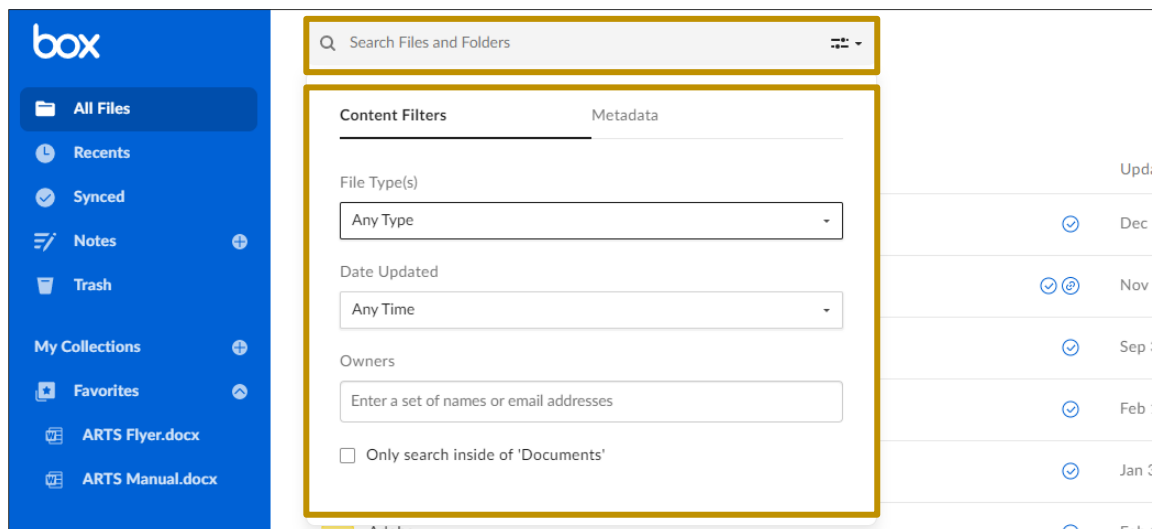 box
All Files
Recents
Synced
Notes
Trash
My Collections
Favorites
ARTS Flyer.docx
ARTS Manual.docx
Search Files and Folders
Content Filters Metadata
File Type(s)
Any Type
Date Updated
Any Time
Owners
Enter a set of names or email addresses
Only search inside of 'Documents'
Dec
Nov
Sep
Feb
Jan